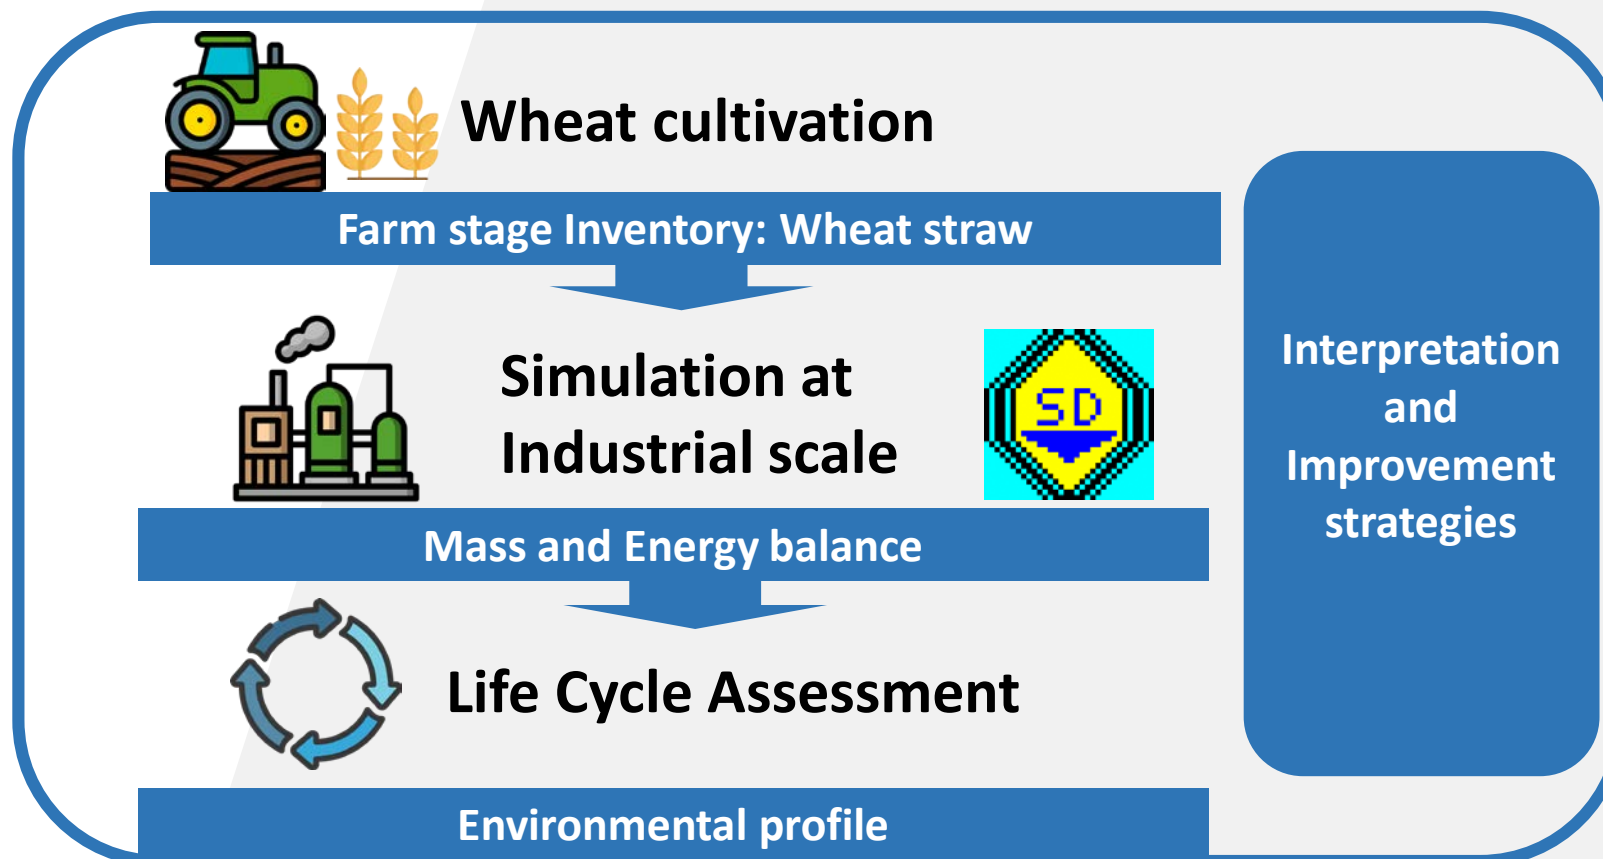 Wheat cultivation
Farm stage Inventory: Wheat straw
Simulation at
Industrial scale
SD
Mass and Energy balance
Life Cycle Assessment
Environmental profile
Interpretation
and
Improvement
strategies